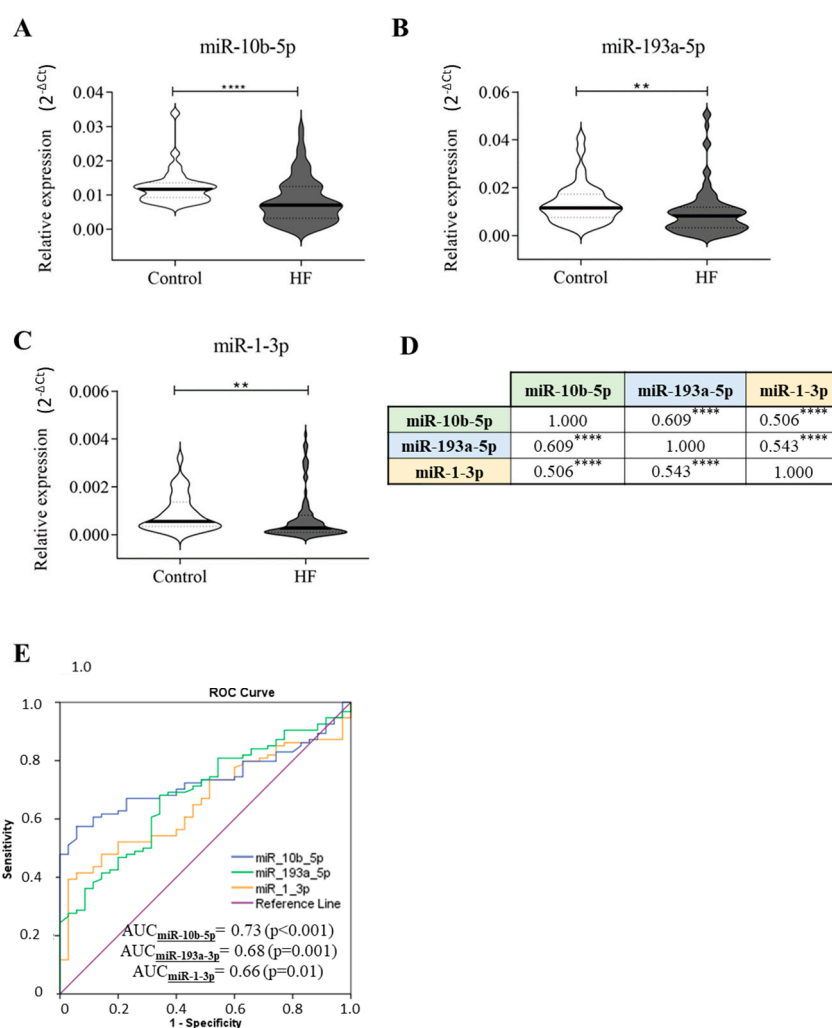 A
miR-10b-5p
Relative expression (2^-ΔCt)
0.04
0.03
0.02
0.01
0.00
****
Control HF
B
miR-193a-5p
Relative expression (2^-ΔCt)
0.06
0.04
0.02
0.00
**
Control HF
C
miR-1-3p
Relative expression (2^-ΔCt)
0.006
0.004
0.002
0.000
**
Control HF
D
miR-10b-5p miR-193a-5p miR-1-3p
miR-10b-5p 1.000 0.609**** 0.506****
miR-193a-5p 0.609**** 1.000 0.543****
miR-1-3p 0.506**** 0.543**** 1.000
E
1.0
ROC Curve
Sensitivity
1.0
0.8
0.6
0.4
0.2
0
miR_10b_5p
miR_193a_5p
miR_1_3p
Reference Line
AUCmiR-10b-5p= 0.73 (p<0.001)
AUCmiR-193a-3p= 0.68 (p=0.001)
AUCmiR-1-3p= 0.66 (p=0.01)
0 0.2 0.4 0.6 0.8 1.0
1 - Specificity